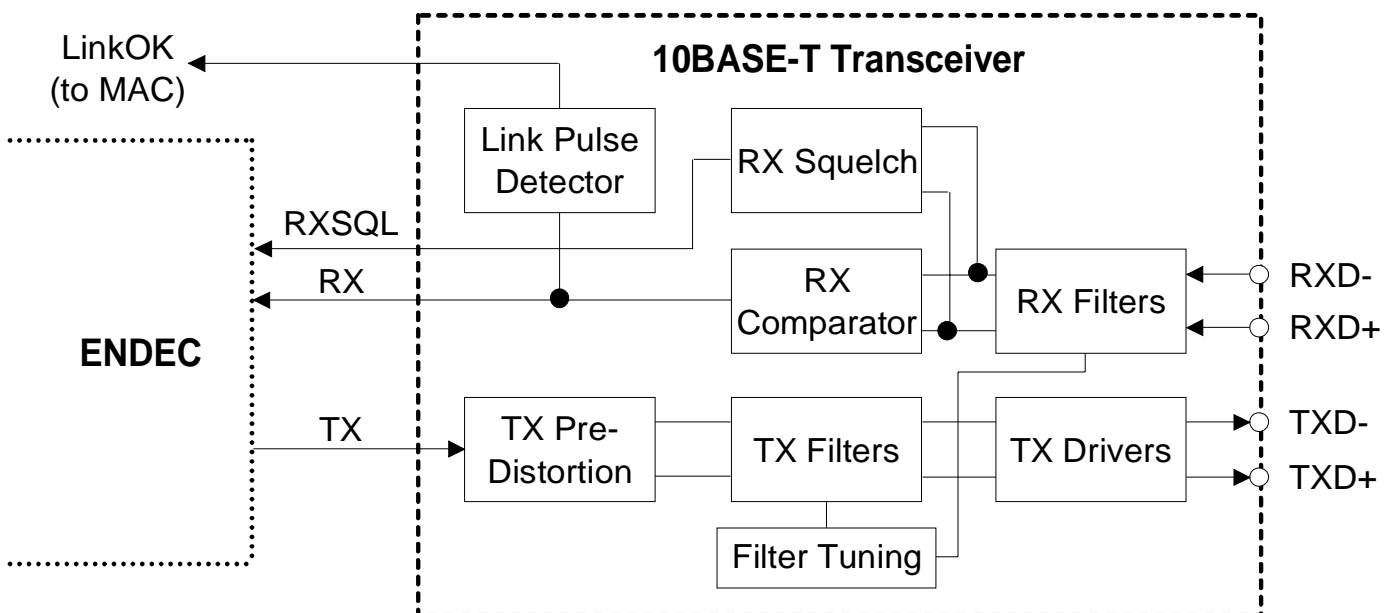 LinkOK
(to MAC)
10BASE-T Transceiver
Link Pulse
Detector
RX Squelch
RXSQL
RX
RX
Comparator
RX Filters
RXD-
RXD+
ENDEC
TX
TX Pre-
Distortion
TX Filters
TX Drivers
TXD-
TXD+
Filter Tuning